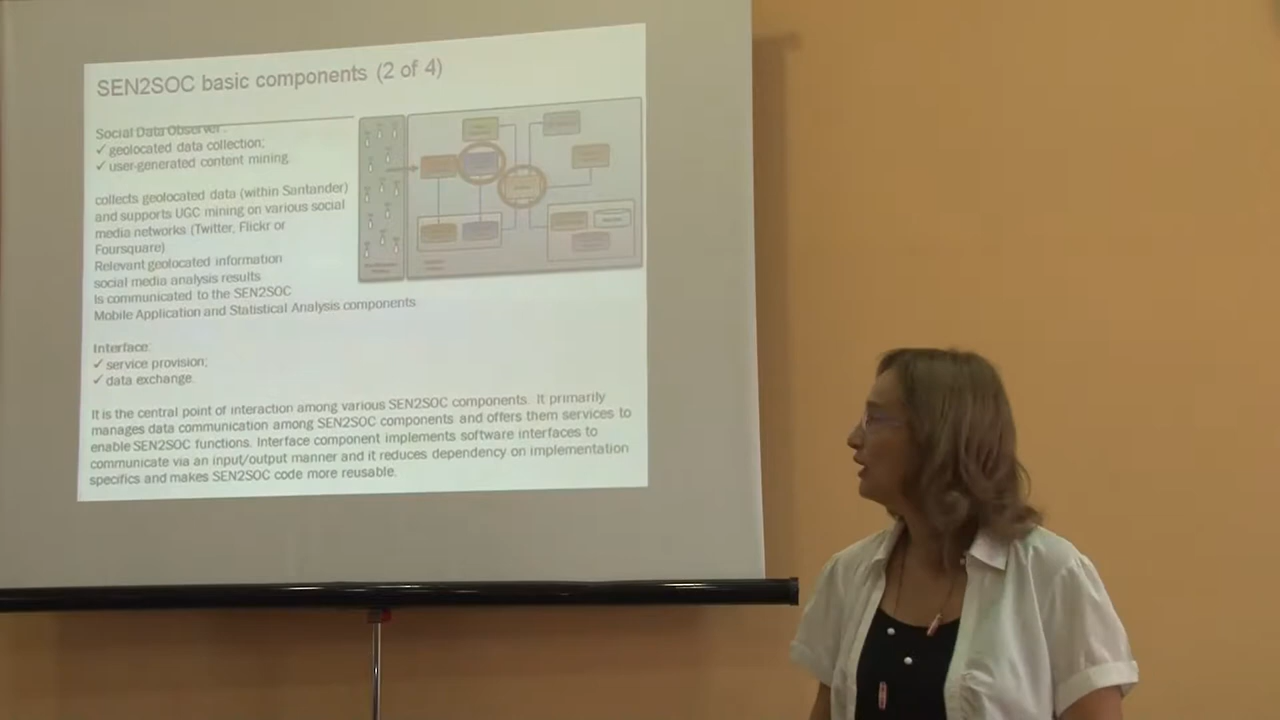 SEN2SOC basic components (2 of 4)
Social Data Observer :
✓ geolocated data collection;
✓ user-generated content mining.
collects geolocated data (within Santander)
and supports UGC mining on various social
media networks (Twitter, Flickr or
Foursquare)
Relevant geolocated information
social media analysis results
Is communicated to the SEN2SOC
Mobile Application and Statistical Analysis components
Interface:
✓ service provision;
✓ data exchange.
It is the central point of interaction among various SEN2SOC components. It primarily
manages data communication among SEN2SOC components and offers them services to
enable SEN2SOC functions. Interface component implements software interfaces to
communicate via an input/output manner and it reduces dependency on implementation
specifics and makes SEN2SOC code more reusable.